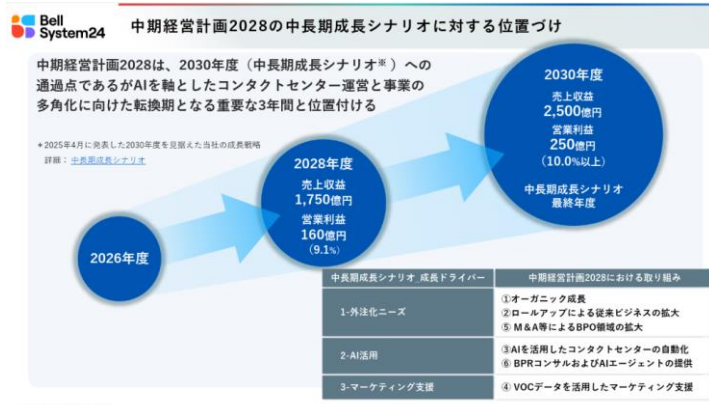 Bell
System24
中期経営計画2028の中長期成長シナリオに対する位置づけ
中期経営計画2028は、2030年度（中長期成長シナリオ※）への
通過点であるがAIを軸としたコンタクトセンター運営と事業の
多角化に向けた転換期となる重要な3年間と位置付ける
＊2025年4月に発表した2030年度を見据えた当社の成長戦略
詳細：中長期成長シナリオ
2026年度
2028年度
売上収益
1,750億円
営業利益
160億円
（9.1%）
2030年度
売上収益
2,500億円
営業利益
250億円
（10.0%以上）
中長期成長シナリオ
最終年度
中長期成長シナリオ_成長ドライバー
中期経営計画2028における取り組み
1-外注化ニーズ
①オーガニック成長
②ロールアップによる従来ビジネスの拡大
⑤ M&A等によるBPO領域の拡大
2-AI活用
③AIを活用したコンタクトセンターの自動化
⑥ BPRコンサルおよびAIエージェントの提供
3-マーケティング支援
④ VOCデータを活用したマーケティング支援